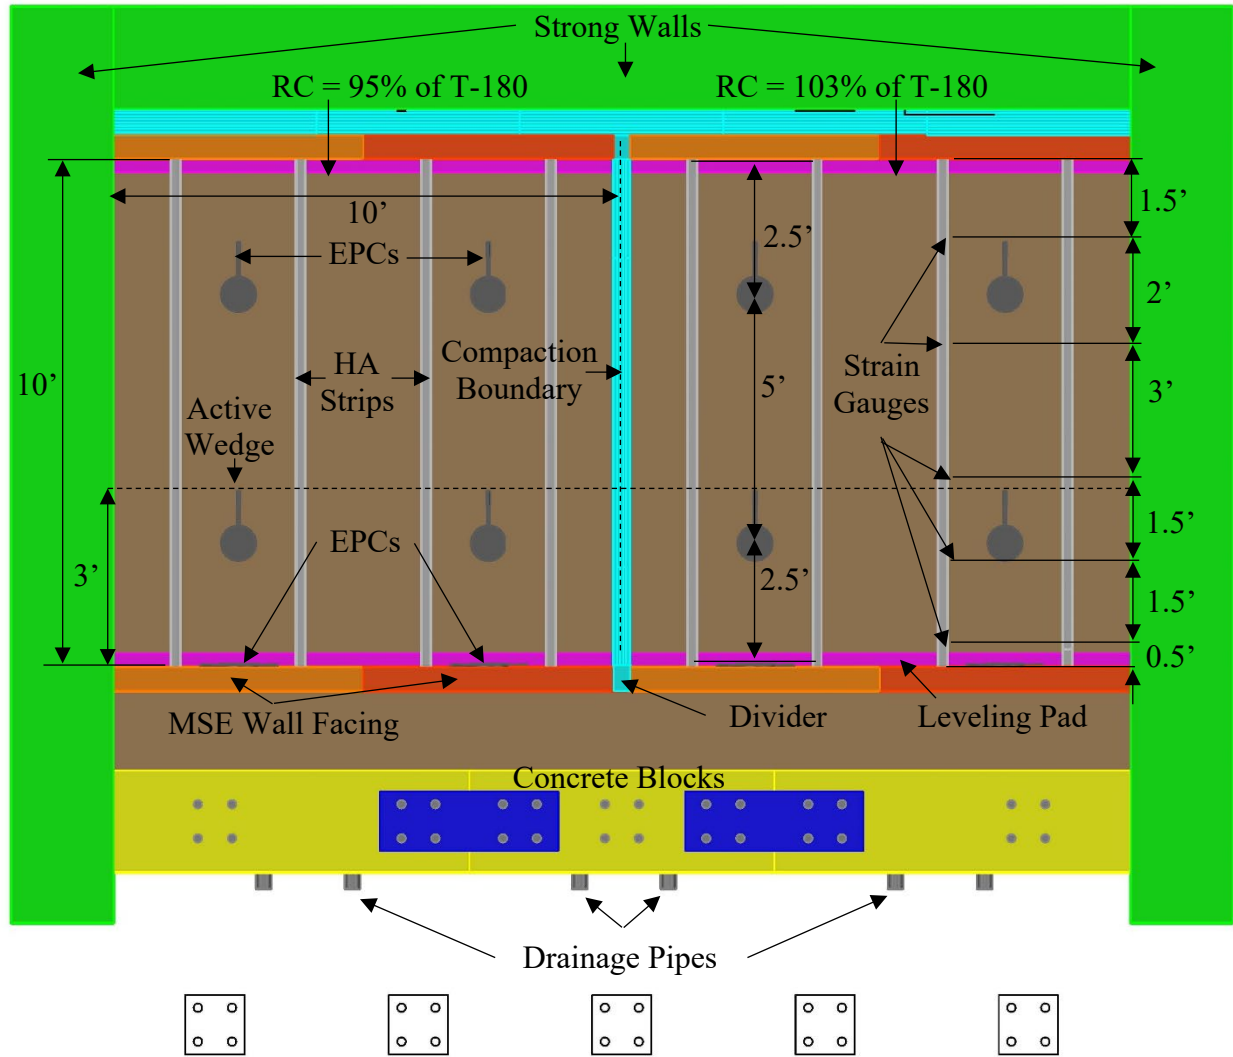 Strong Walls
RC = 95% of T-180
RC = 103% of T-180
10’
1.5’
2.5’
EPCs
2’
HA
Strips
Compaction
Boundary
Strain
Gauges
10’
5’
3’
Active
Wedge
EPCs
1.5’
3’
2.5’
1.5’
0.5’
MSE Wall Facing
Divider
Leveling Pad
Concrete Blocks
Drainage Pipes